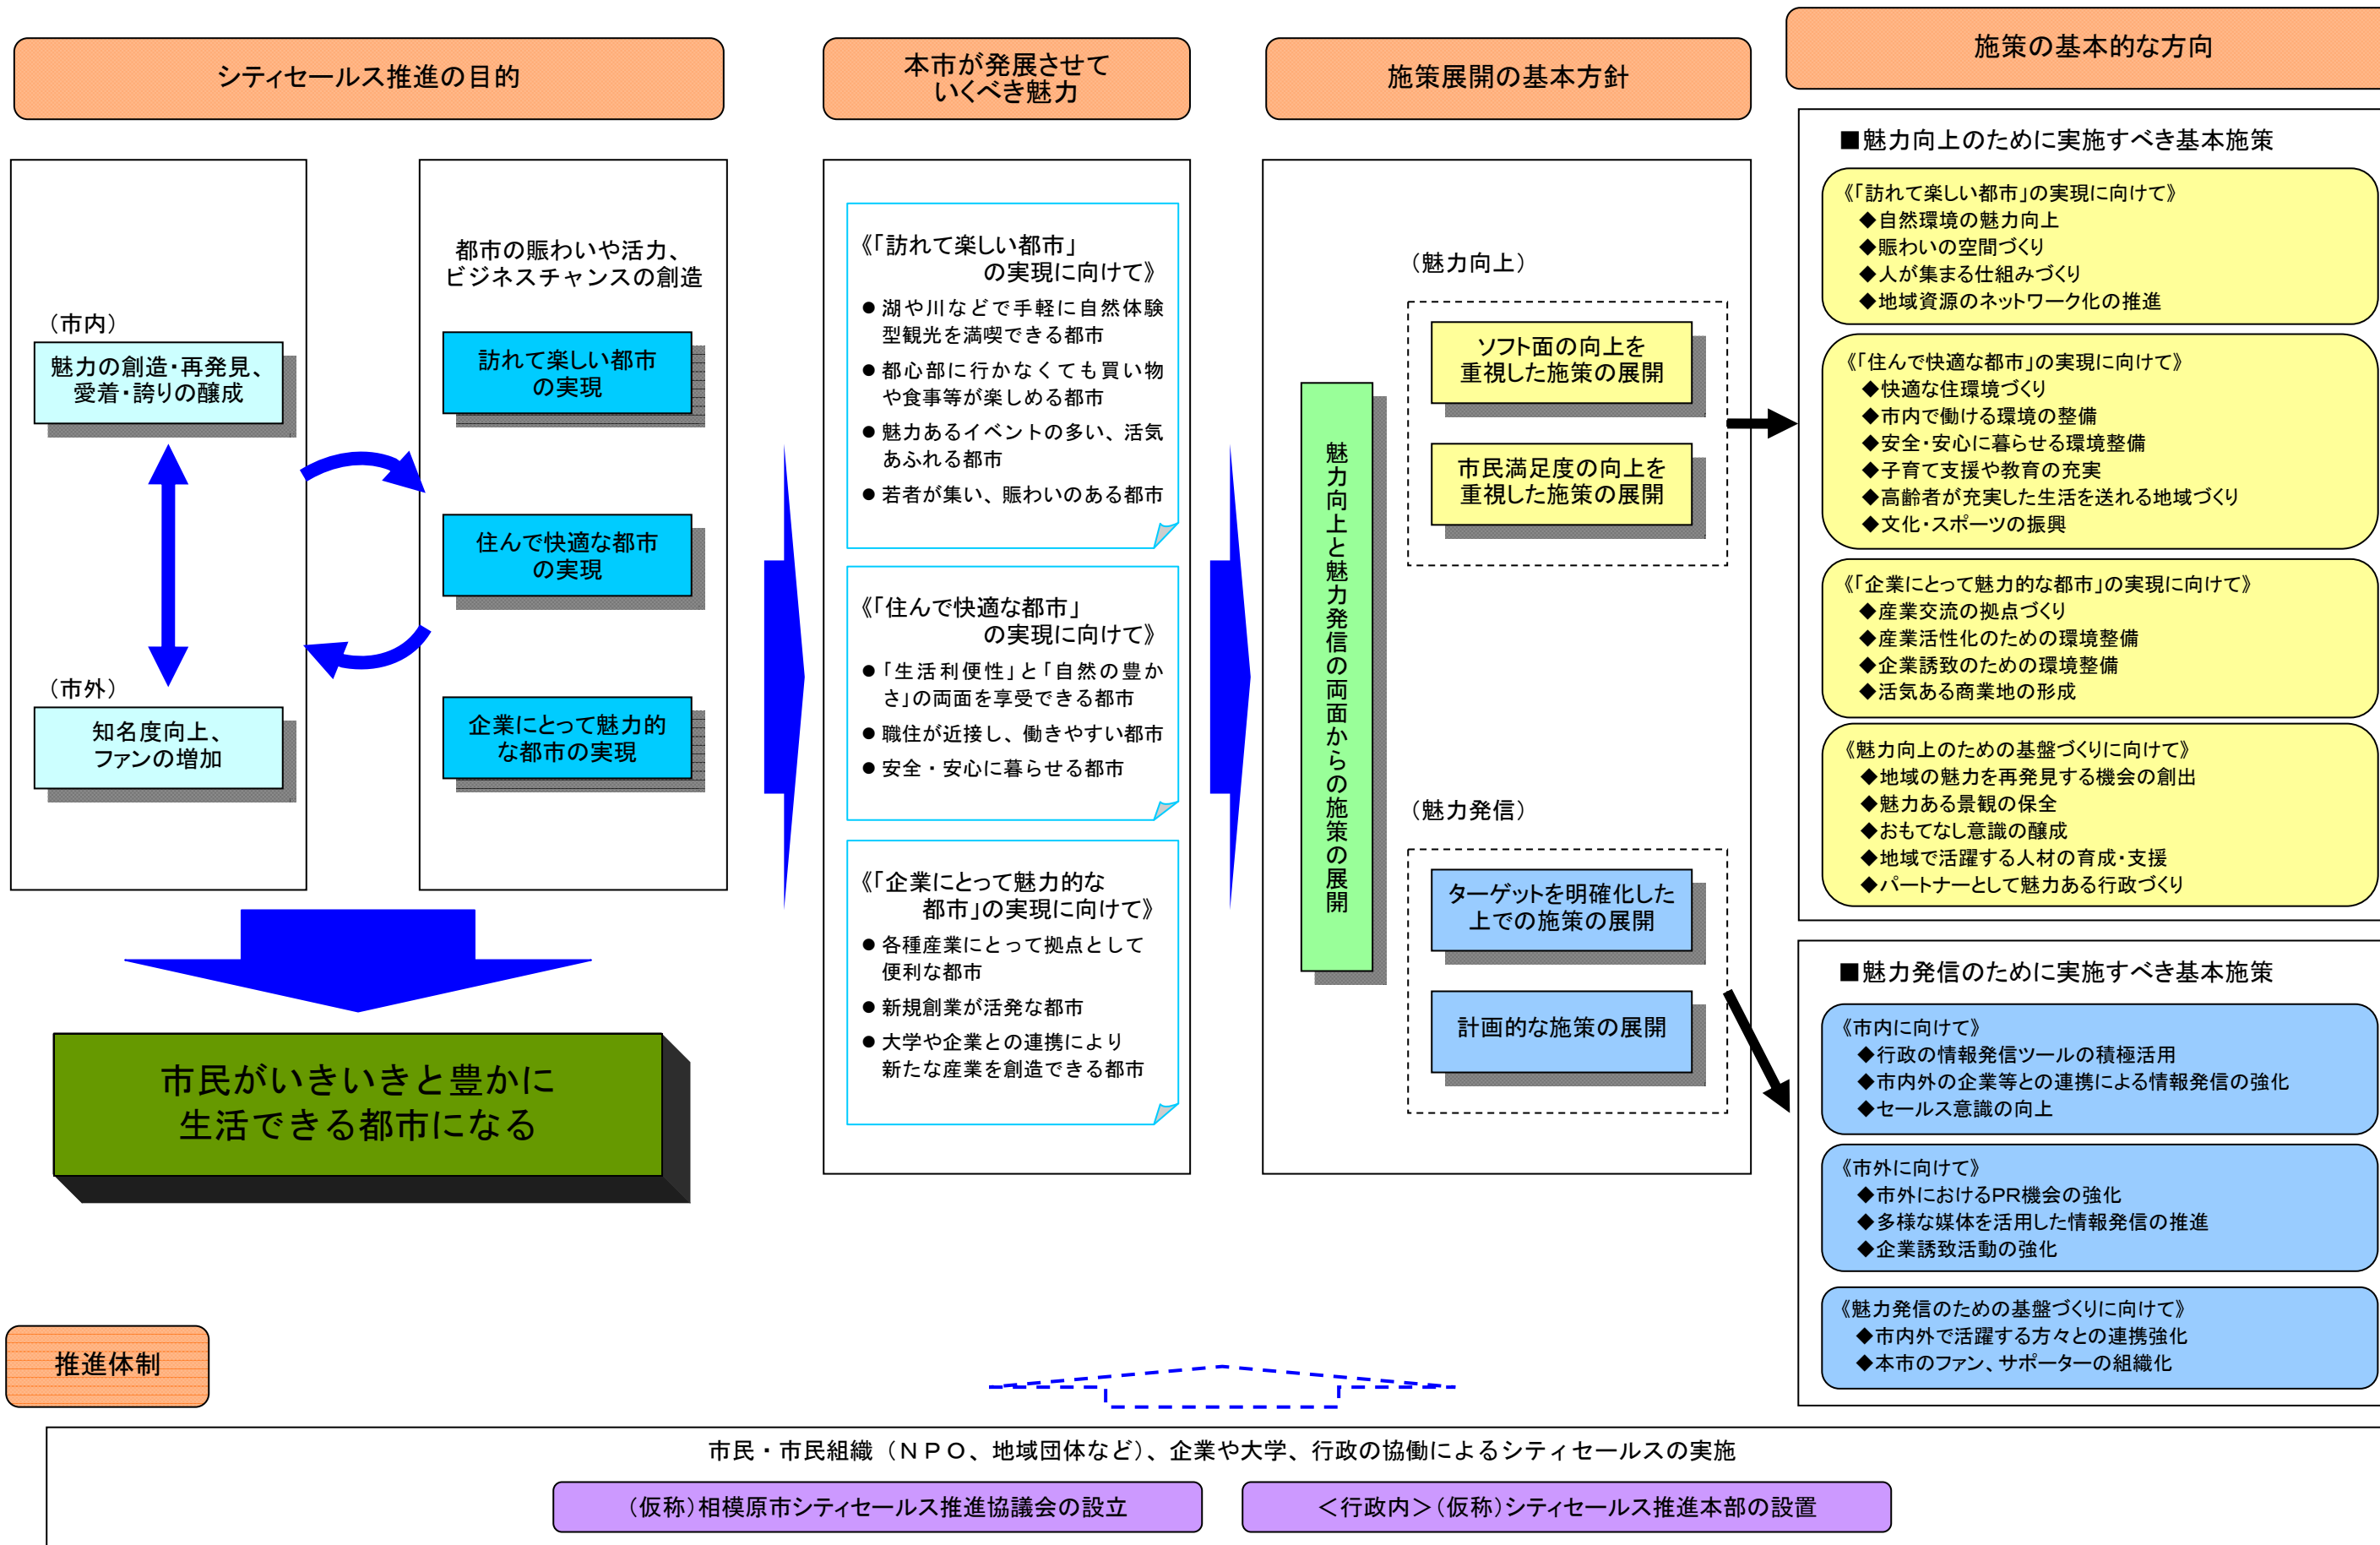 シティセールス推進の目的
本市が発展させて
いくべき魅力
施策展開の基本方針
施策の基本的な方向
（市内）
魅力の創造・再発見、
愛着・誇りの醸成
（市外）
知名度向上、
ファンの増加
都市の賑わいや活力、
ビジネスチャンスの創造
訪れて楽しい都市
の実現
住んで快適な都市
の実現
企業にとって魅力的
な都市の実現
市民がいきいきと豊かに
生活できる都市になる
《「訪れて楽しい都市」
の実現に向けて》
●湖や川などで手軽に自然体験
型観光を満喫できる都市
●都心部に行かなくても買い物
や食事等が楽しめる都市
●魅力あるイベントの多い、活気
あふれる都市
●若者が集い、賑わいのある都市
《「住んで快適な都市」
の実現に向けて》
●「生活利便性」と「自然の豊か
さ」の両面を享受できる都市
●職住が近接し、働きやすい都市
●安全・安心に暮らせる都市
《「企業にとって魅力的な
都市」の実現に向けて》
●各種産業にとって拠点として
便利な都市
●新規創業が活発な都市
●大学や企業との連携により
新たな産業を創造できる都市
魅力向上と魅力発信の両面からの施策の展開
（魅力向上）
ソフト面の向上を
重視した施策の展開
市民満足度の向上を
重視した施策の展開
（魅力発信）
ターゲットを明確化した
上での施策の展開
計画的な施策の展開
■魅力向上のために実施すべき基本施策
《「訪れて楽しい都市」の実現に向けて》
◆自然環境の魅力向上
◆賑わいの空間づくり
◆人が集まる仕組みづくり
◆地域資源のネットワーク化の推進
《「住んで快適な都市」の実現に向けて》
◆快適な住環境づくり
◆市内で働ける環境の整備
◆安全・安心に暮らせる環境整備
◆子育て支援や教育の充実
◆高齢者が充実した生活を送れる地域づくり
◆文化・スポーツの振興
《「企業にとって魅力的な都市」の実現に向けて》
◆産業交流の拠点づくり
◆産業活性化のための環境整備
◆企業誘致のための環境整備
◆活気ある商業地の形成
《魅力向上のための基盤づくりに向けて》
◆地域の魅力を再発見する機会の創出
◆魅力ある景観の保全
◆おもてなし意識の醸成
◆地域で活躍する人材の育成・支援
◆パートナーとして魅力ある行政づくり
■魅力発信のために実施すべき基本施策
《市内に向けて》
◆行政の情報発信ツールの積極活用
◆市内外の企業等との連携による情報発信の強化
◆セールス意識の向上
《市外に向けて》
◆市外におけるPR機会の強化
◆多様な媒体を活用した情報発信の推進
◆企業誘致活動の強化
《魅力発信のための基盤づくりに向けて》
◆市内外で活躍する方々との連携強化
◆本市のファン、サポーターの組織化
推進体制
市民・市民組織（ＮＰＯ、地域団体など）、企業や大学、行政の協働によるシティセールスの実施
（仮称）相模原市シティセールス推進協議会の設立
＜行政内＞（仮称）シティセールス推進本部の設置